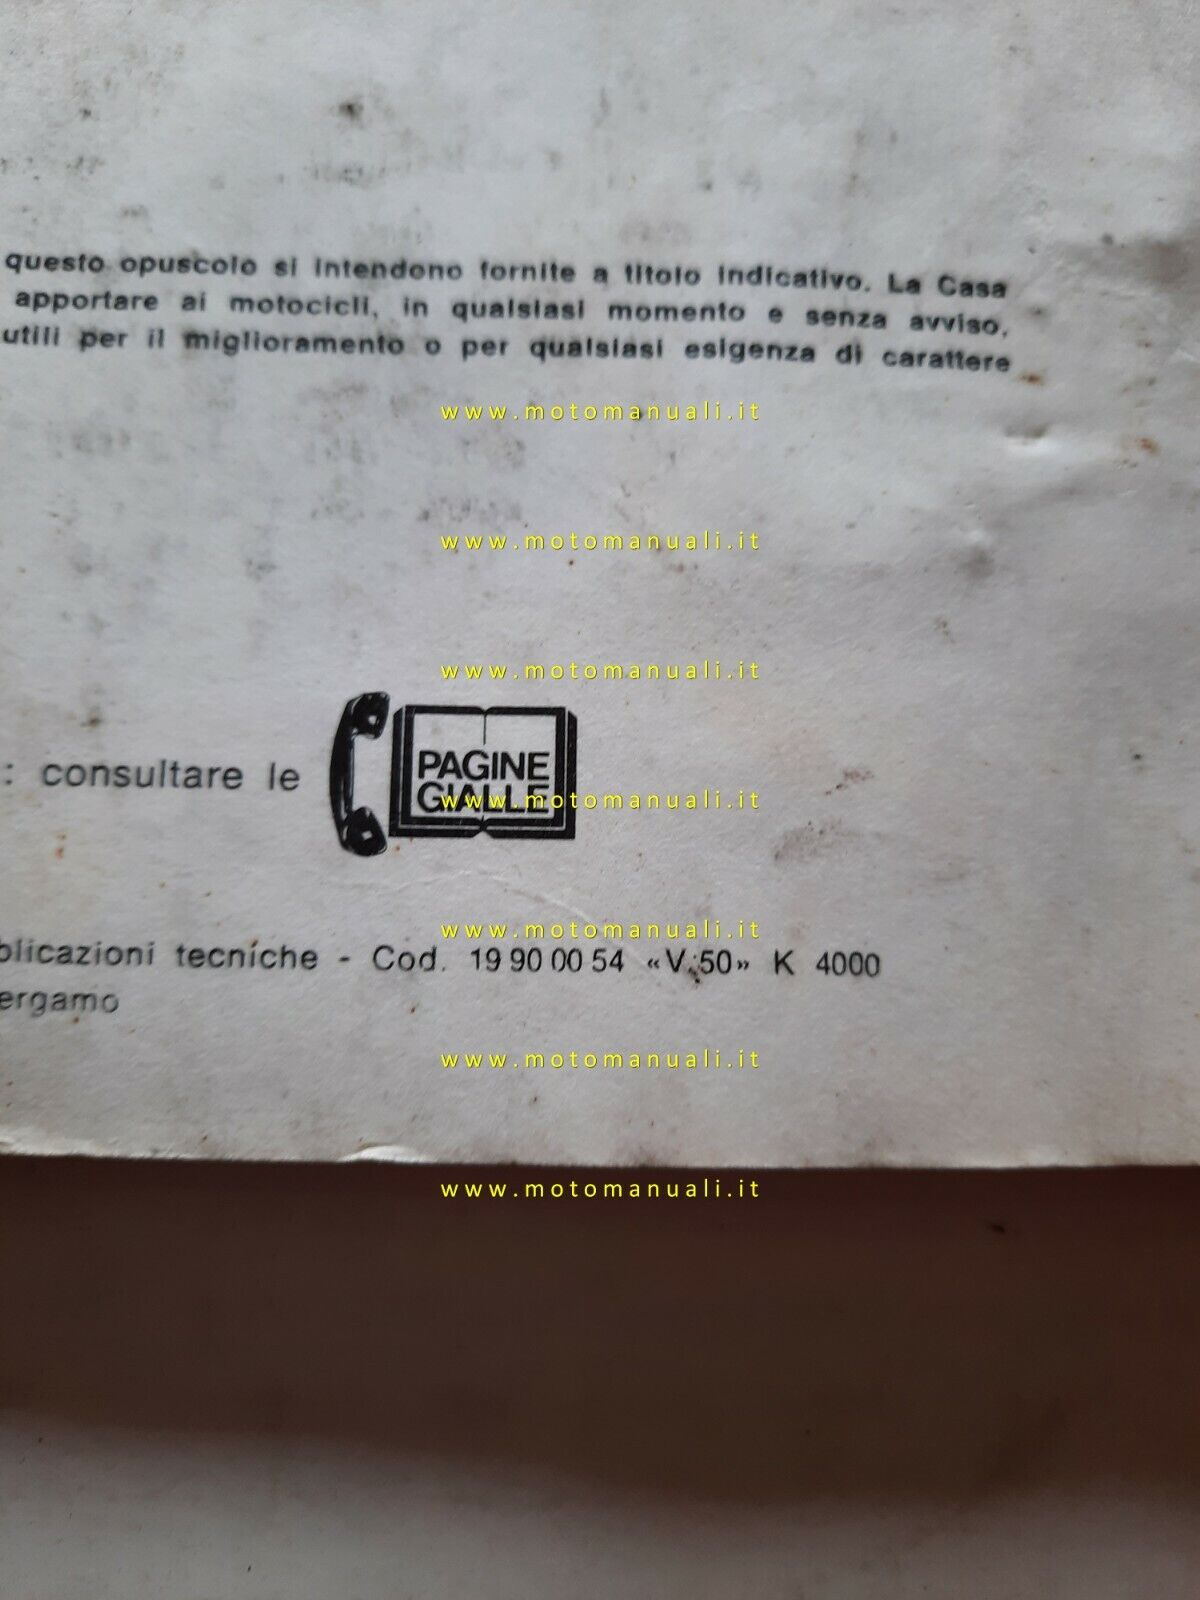 questo opuscolo si intendono fornite a titolo indicativo. La Casa
apportare ai motocicli, in qualsiasi momento e senza avviso,
utili per il miglioramento o per qualsiasi esigenza di carattere
www.motomanuali.it
www.motomanuali.it
www.motomanuali.it
: consultare le
PAGINE
GIALLE
www.motomanuali.it
www.motomanuali.it
blicazioni tecniche - Cod. 19 90 00 54 «V.50» K 4000
ergamo
www.motomanuali.it
www.motomanuali.it